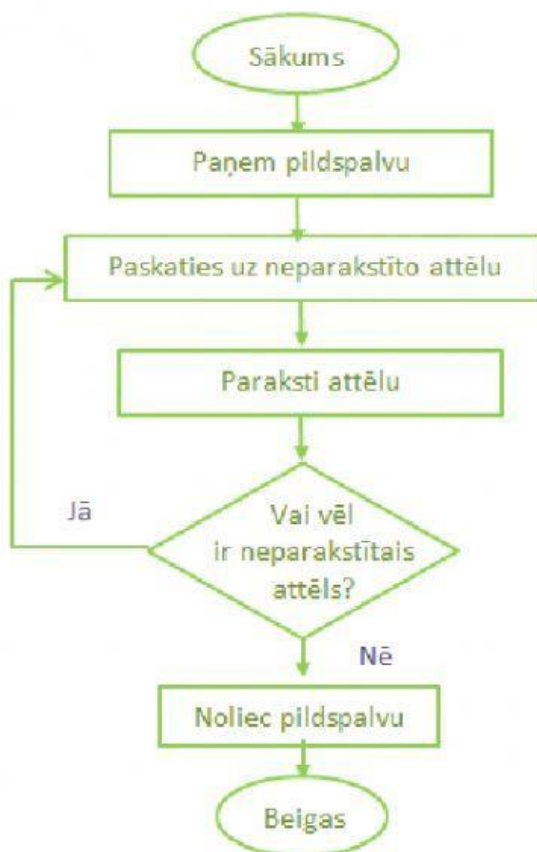 Sākums
Paņem pildspalvu
Paskaties uz neparakstīto attēlu
Paraksti attēlu
Vai vēl
ir neparakstītais
attēls?
Jā
Nē
Noliec pildspalvu
Beigas